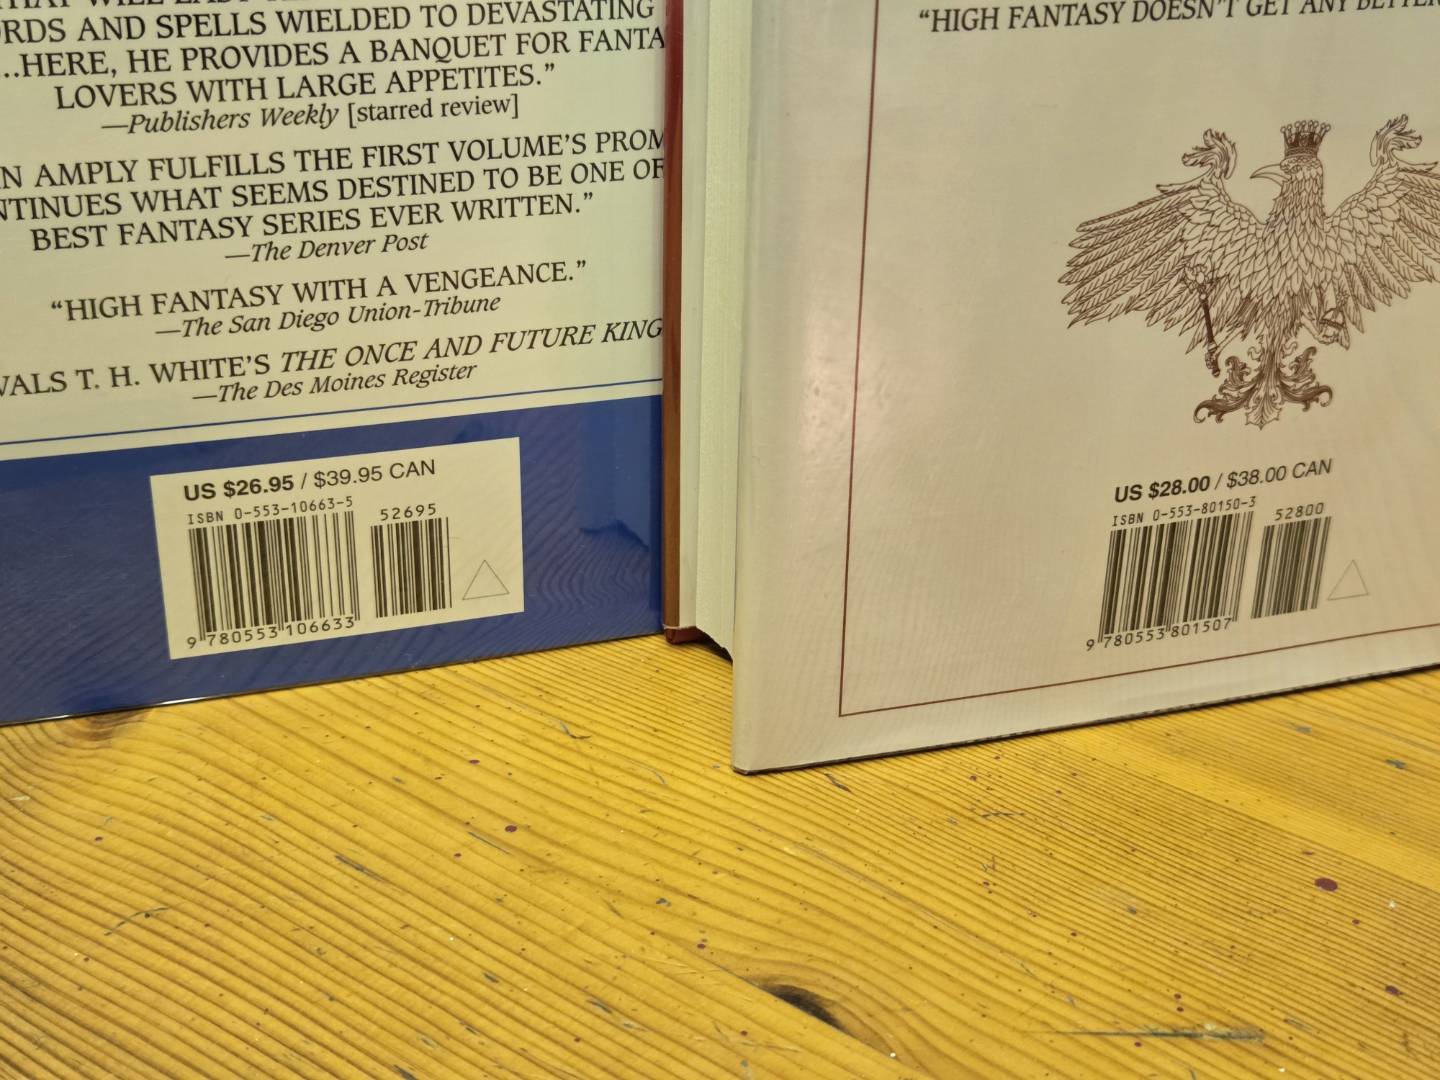 RDS AND SPELLS WIELDED TO DEVASTATING
...HERE, HE PROVIDES A BANQUET FOR FANTA
LOVERS WITH LARGE APPETITES.”
—Publishers Weekly [starred review]
N AMPLY FULFILLS THE FIRST VOLUME’S PROM
NTINUES WHAT SEEMS DESTINED TO BE ONE OF
BEST FANTASY SERIES EVER WRITTEN.”
—The Denver Post
“HIGH FANTASY WITH A VENGEANCE.”
—The San Diego Union-Tribune
VALS T. H. WHITE’S THE ONCE AND FUTURE KING
—The Des Moines Register
US $26.95 / $39.95 CAN
ISBN 0-553-10663-5
52695
9 780553 106633
“HIGH FANTASY DOESN’T GET ANY BETTER
US $28.00 / $38.00 CAN
ISBN 0-553-80150-3
52800
9 780553 801507